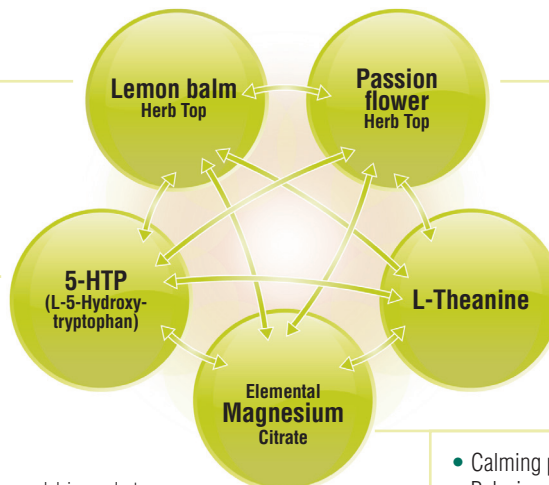 Lemon balm
Herb Top
Passion
flower
Herb Top
5-HTP
(L-5-Hydroxy-
tryptophan)
L-Theanine
Elemental
Magnesium
Citrate
• Calming